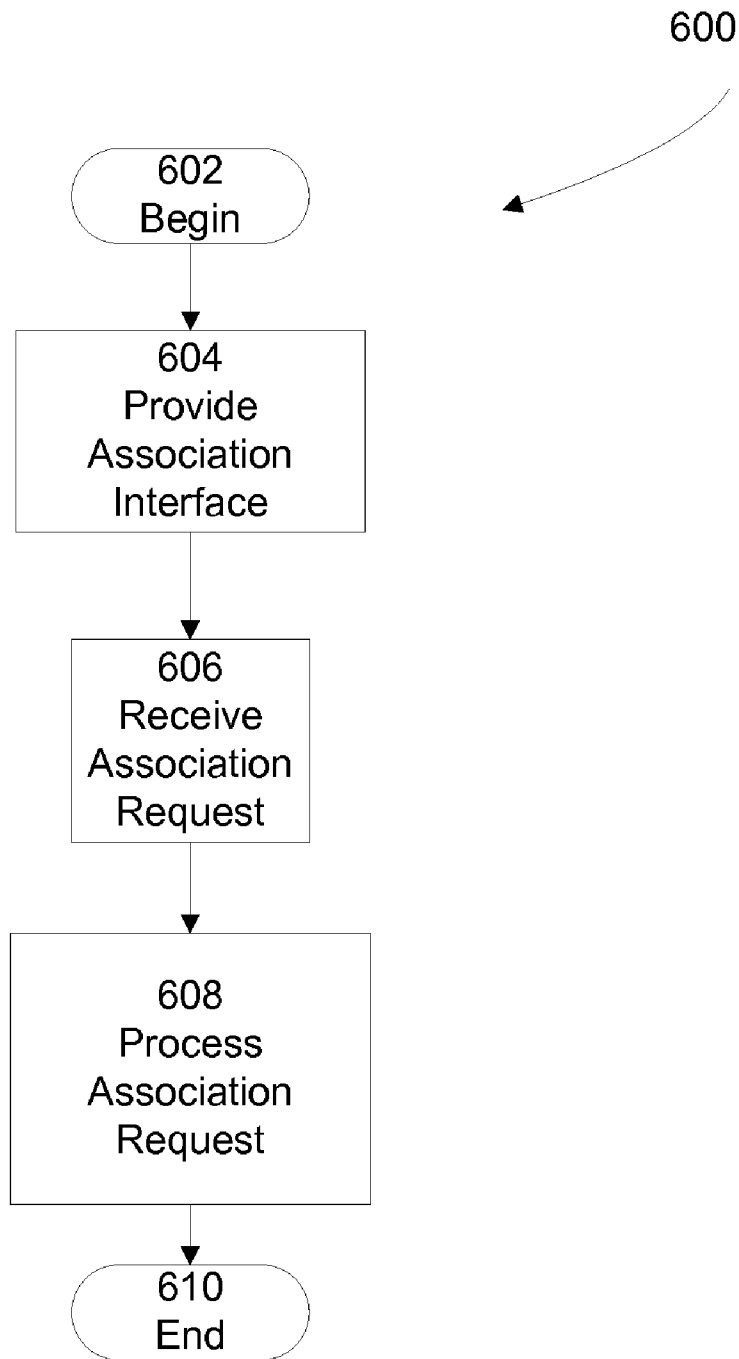 600
602
Begin
604
Provide
Association
Interface
606
Receive
Association
Request
608
Process
Association
Request
610
End